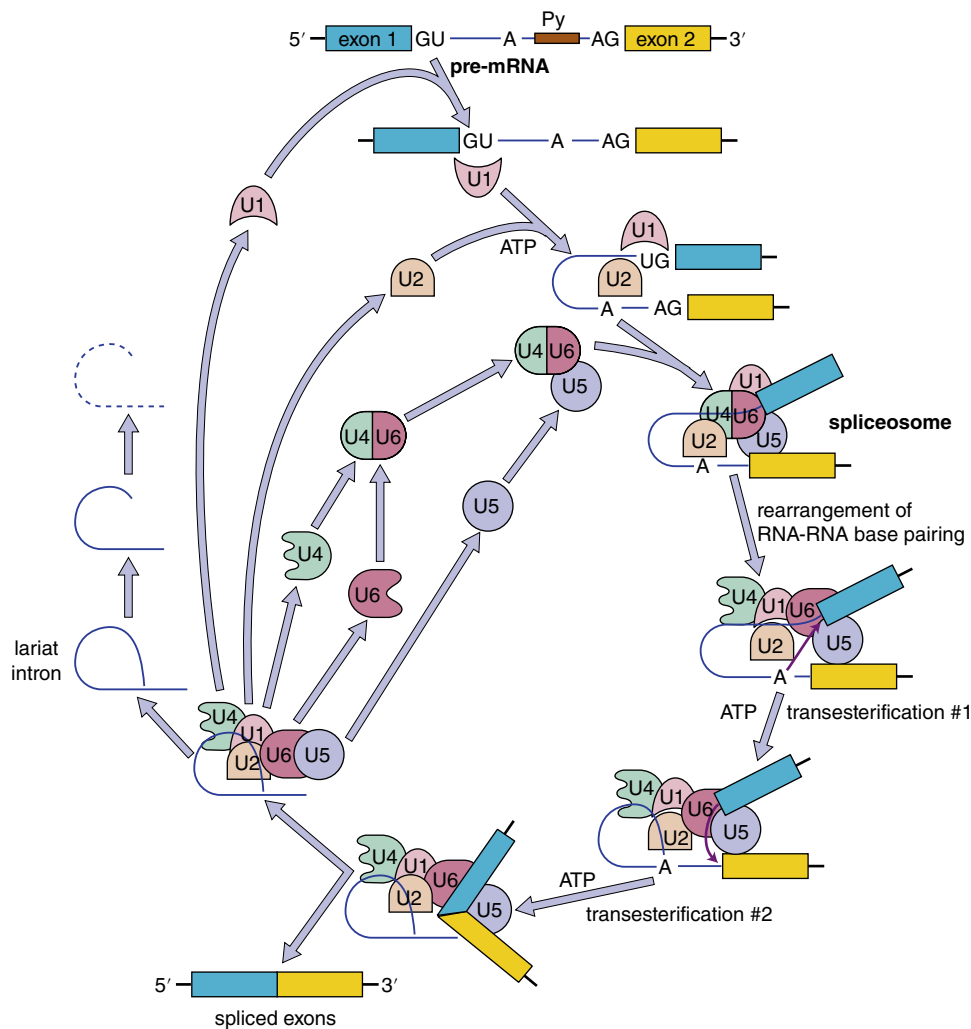 Py
5′ exon 1 GU A AG exon 2 3′
pre-mRNA
GU A AG
U1
U1
U1
ATP
UG
U2
U2
A AG
U4 U6
U5
U1
U4 U6
spliceosome
U4 U6
U2
U5
A
U5
rearrangement of
RNA-RNA base pairing
U4
U6
U4
U1 U6
U2
U5
lariat
intron
A
ATP
transesterification #1
U4
U1
U6 U5
U2
U4
U1 U6
U2
U5
A
ATP
U4
U1
U6
U2
U5
transesterification #2
5′ 3′
spliced exons